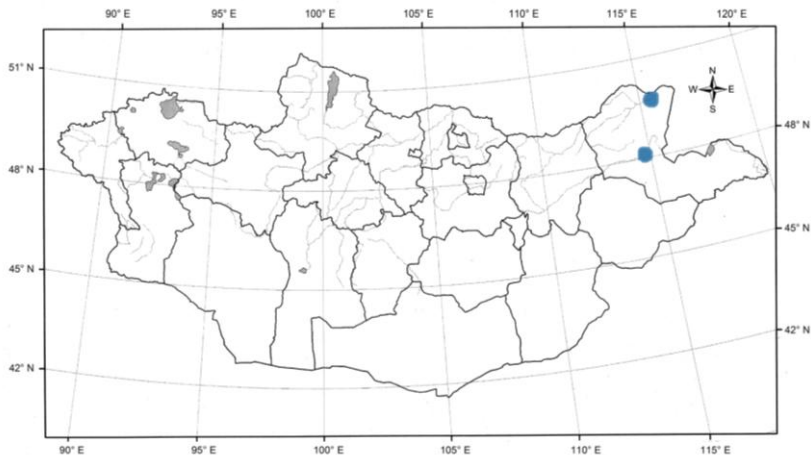 90° E 95° E 100° E 105° E 110° E 115° E 120° E
51° N
N
W E
S
48° N 48° N
45° N 45° N
42° N 42° N
90° E 95° E 100° E 105° E 110° E 115° E